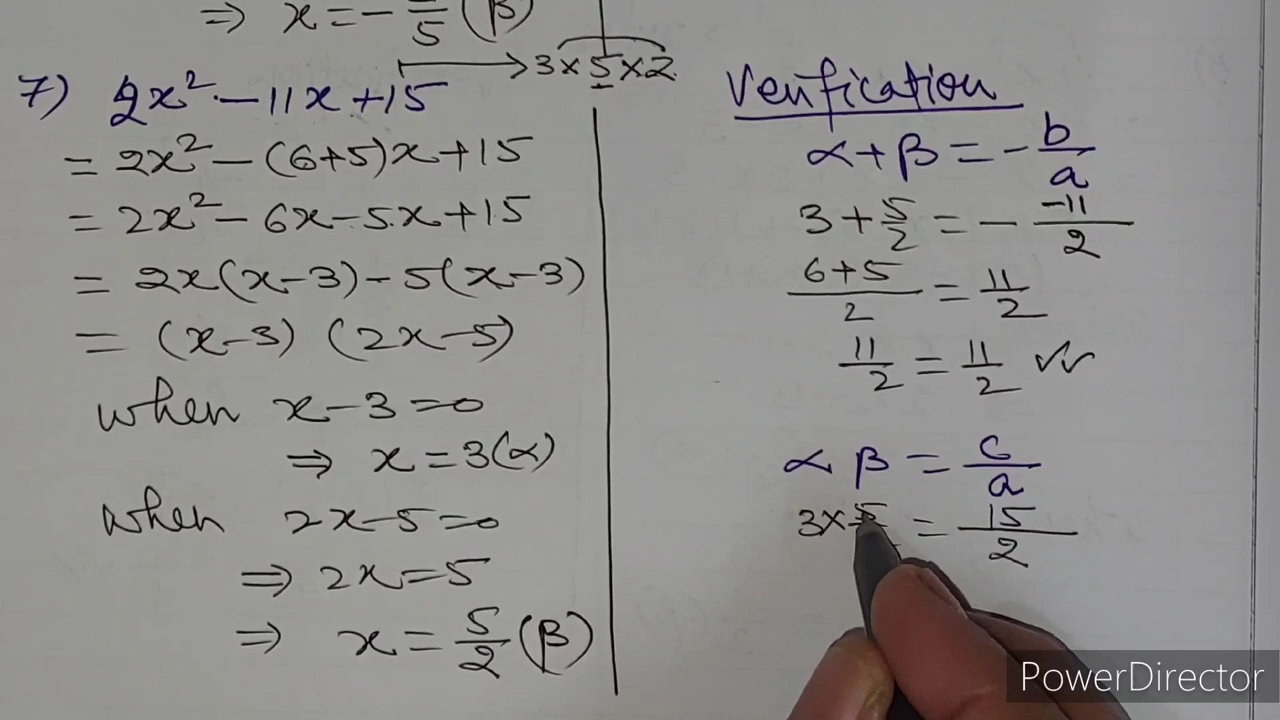 ⇒ x = - /5 (β)
3×5×2
7) 2x² - 11x + 15
= 2x² - (6+5)x + 15
= 2x² - 6x - 5x + 15
= 2x(x-3) - 5(x-3)
= (x-3) (2x-5)
when x - 3 = 0
⇒ x = 3(α)
when 2x - 5 = 0
⇒ 2x = 5
⇒ x = 5/2 (β)
Verification
α + β = - b/a
3 + 5/2 = - -11/2
6+5/2 = 11/2
11/2 = 11/2 ✓✓
α β = c/a
3×5 = 15/2
PowerDirector